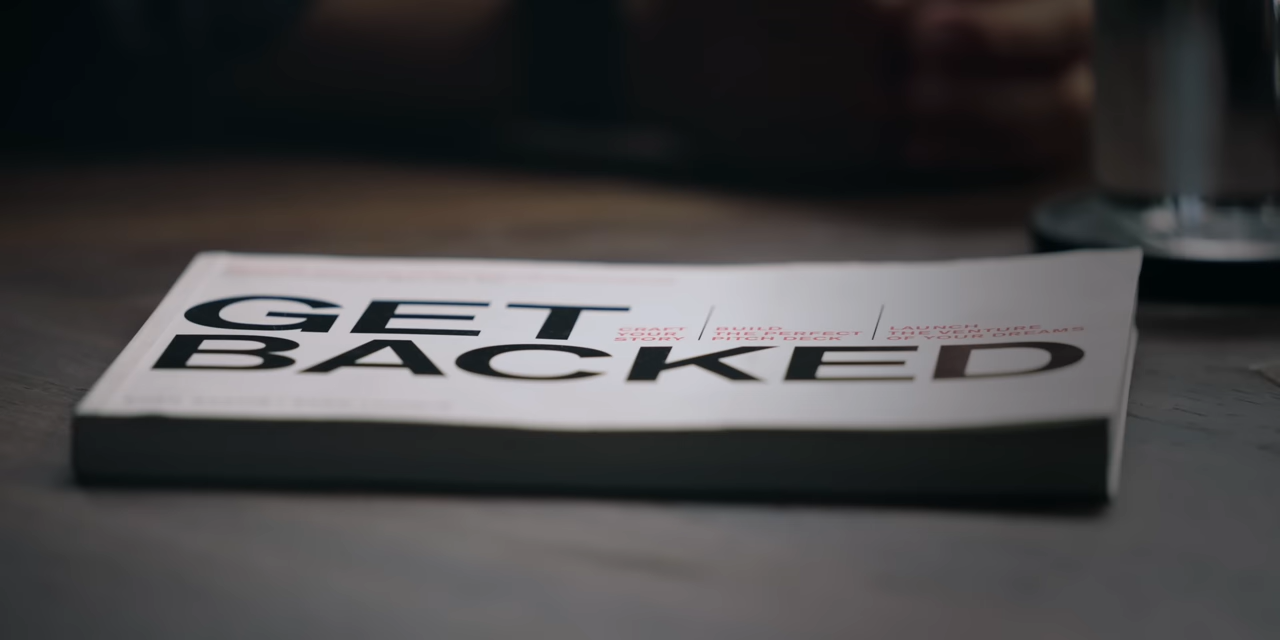 GET
BACKED
CRAFT
YOUR
STORY
BUILD
THE PERFECT
PITCH DECK
LAUNCH
THE VENTURE
OF YOUR DREAMS